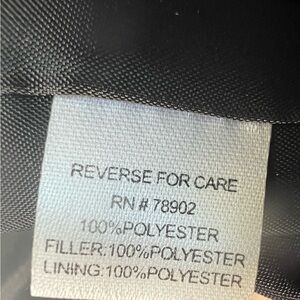 REVERSE FOR CARE
RN # 78902
100%POLYESTER
FILLER:100%POLYESTER
LINING:100%POLYESTER